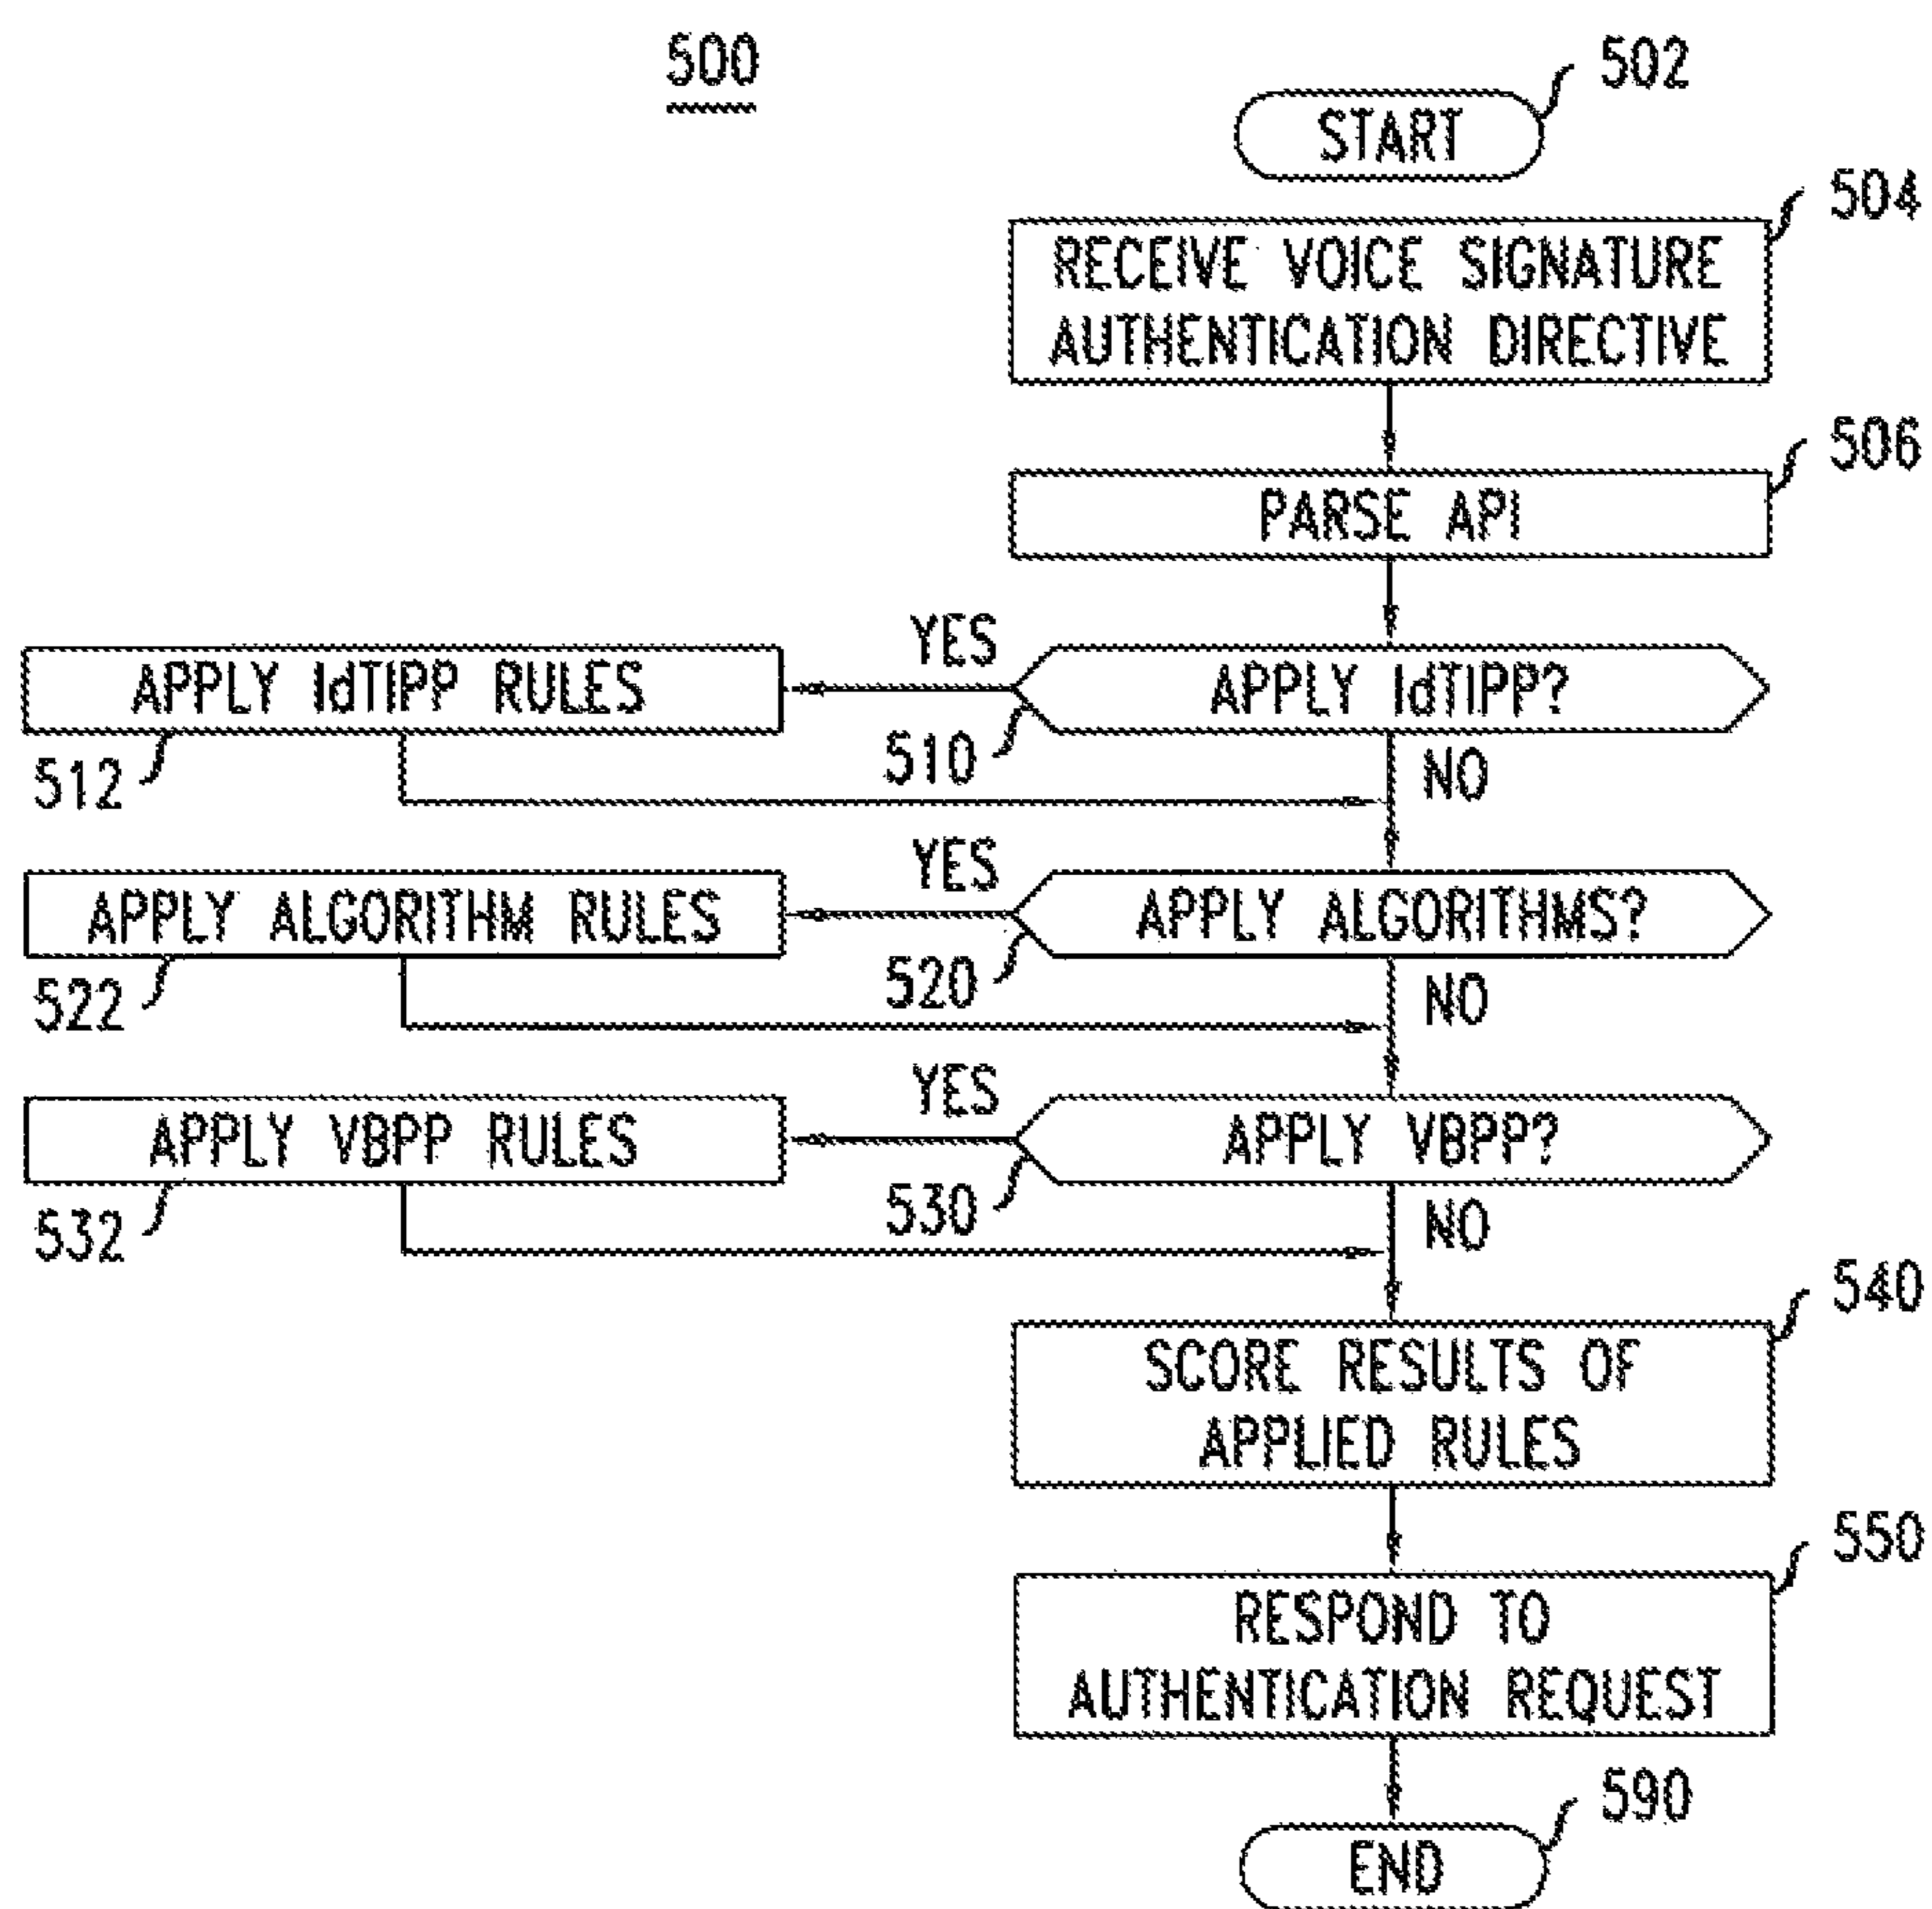 500
502
START
504
RECEIVE VOICE SIGNATURE
AUTHENTICATION DIRECTIVE
506
PARSE API
YES
APPLY IdTIPP RULES
APPLY IdTIPP?
512
510
NO
YES
APPLY ALGORITHM RULES
APPLY ALGORITHMS?
522
520
NO
YES
APPLY VBPP RULES
APPLY VBPP?
532
530
NO
540
SCORE RESULTS OF
APPLIED RULES
550
RESPOND TO
AUTHENTICATION REQUEST
590
END